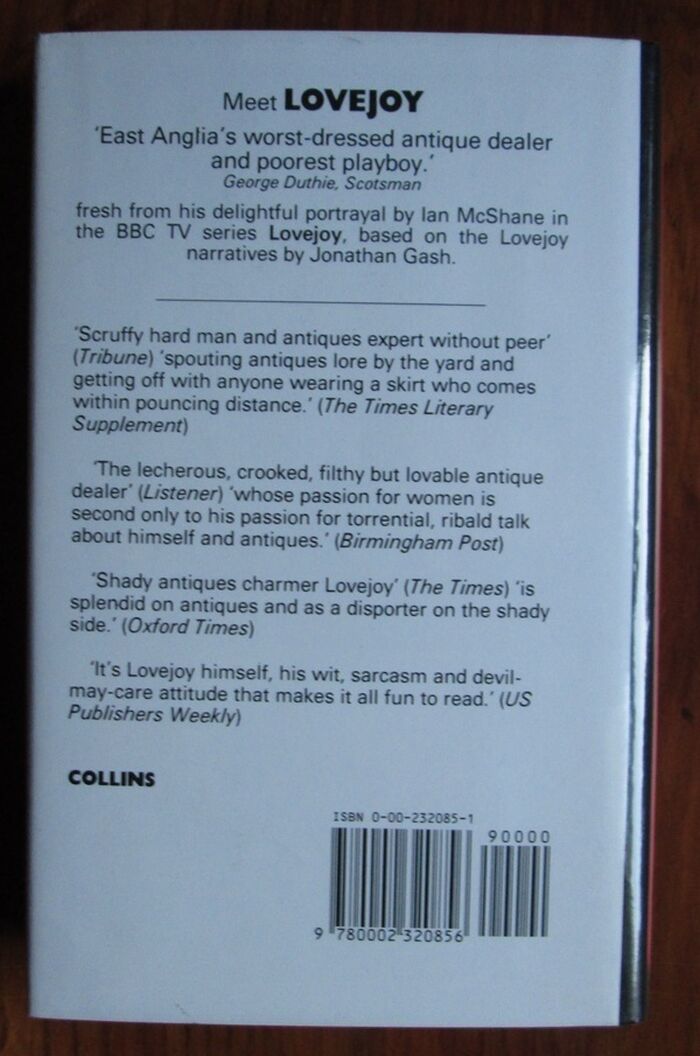 Meet LOVEJOY
'East Anglia's worst-dressed antique dealer
and poorest playboy.'
George Duthie, Scotsman
fresh from his delightful portrayal by Ian McShane in
the BBC TV series Lovejoy, based on the Lovejoy
narratives by Jonathan Gash.
'Scruffy hard man and antiques expert without peer'
(Tribune) 'spouting antiques lore by the yard and
getting off with anyone wearing a skirt who comes
within pouncing distance.' (The Times Literary
Supplement)
'The lecherous, crooked, filthy but lovable antique
dealer' (Listener) 'whose passion for women is
second only to his passion for torrential, ribald talk
about himself and antiques.' (Birmingham Post)
'Shady antiques charmer Lovejoy' (The Times) 'is
splendid on antiques and as a disporter on the shady
side.' (Oxford Times)
'It's Lovejoy himself, his wit, sarcasm and devil-
may-care attitude that makes it all fun to read.' (US
Publishers Weekly)
COLLINS
ISBN 0-00-232085-1
90000
9 780002 320856